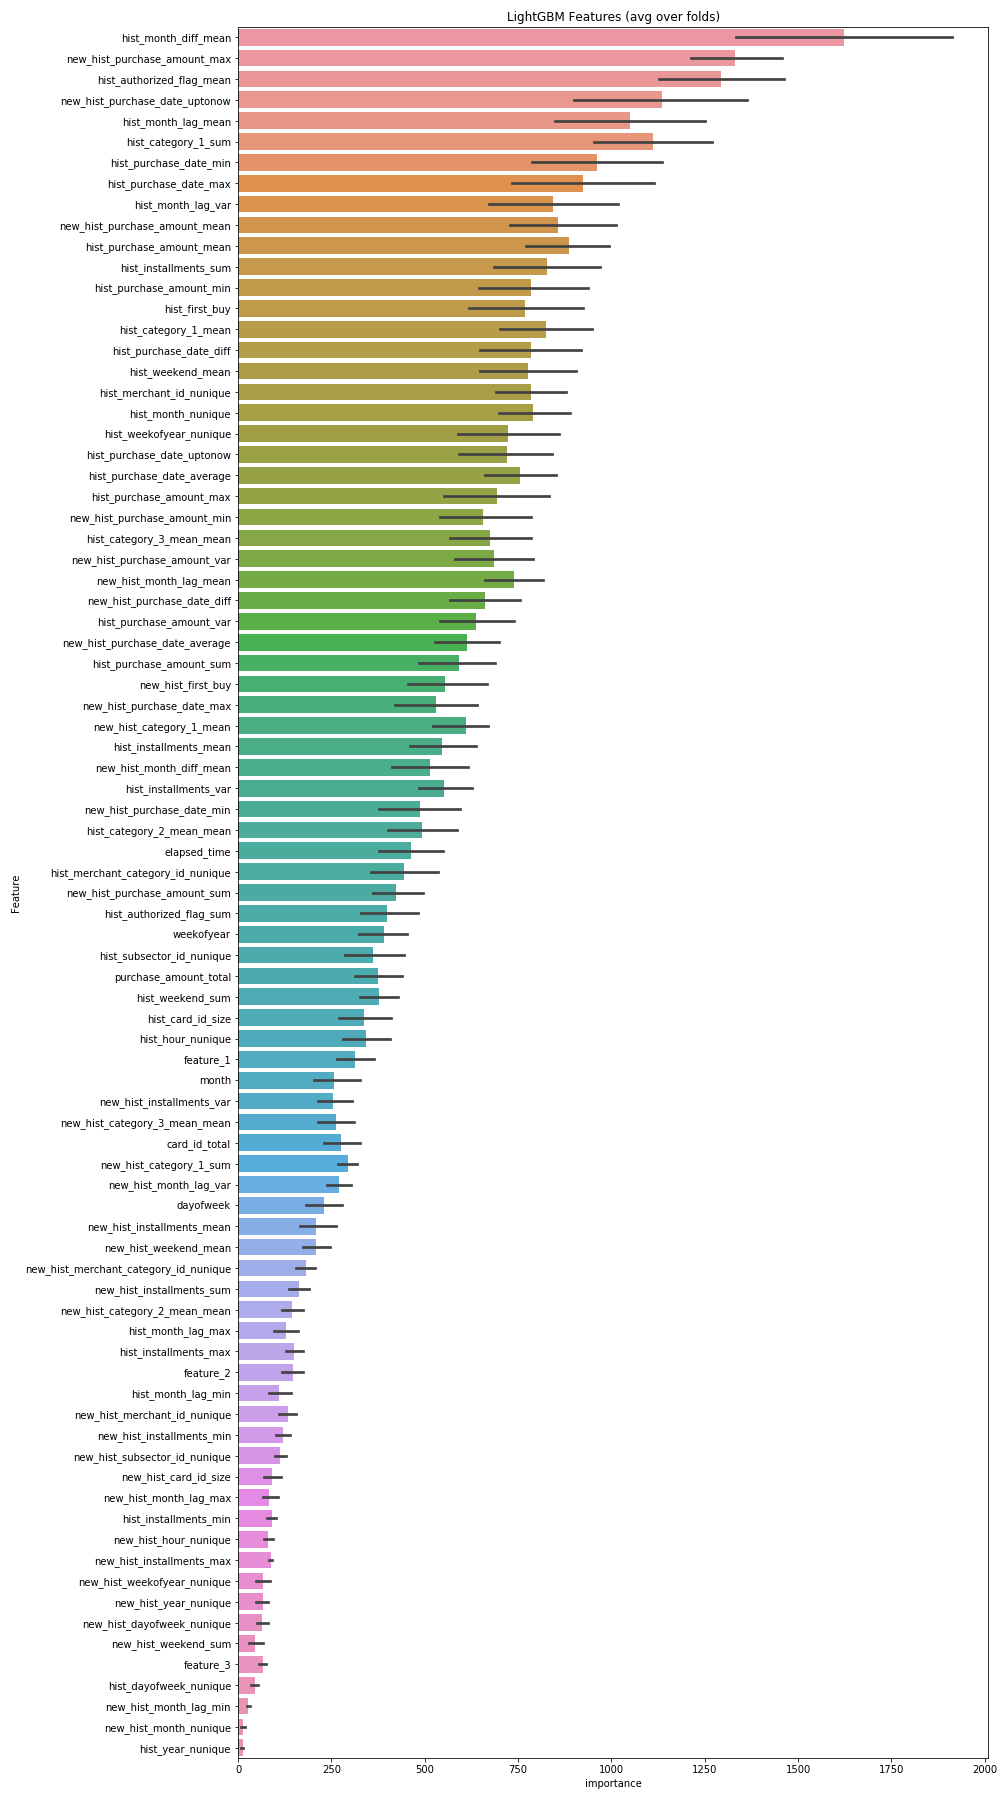 LightGBM Features (avg over folds)
hist_month_diff_mean
new_hist_purchase_amount_max
hist_authorized_flag_mean
new_hist_purchase_date_uptonow
hist_month_lag_mean
hist_category_1_sum
hist_purchase_date_min
hist_purchase_date_max
hist_month_lag_var
new_hist_purchase_amount_mean
hist_purchase_amount_mean
hist_installments_sum
hist_purchase_amount_min
hist_first_buy
hist_category_1_mean
hist_purchase_date_diff
hist_weekend_mean
hist_merchant_id_nunique
hist_month_nunique
hist_weekofyear_nunique
hist_purchase_date_uptonow
hist_purchase_date_average
hist_purchase_amount_max
new_hist_purchase_amount_min
hist_category_3_mean_mean
new_hist_purchase_amount_var
new_hist_month_lag_mean
new_hist_purchase_date_diff
hist_purchase_amount_var
new_hist_purchase_date_average
hist_purchase_amount_sum
new_hist_first_buy
new_hist_purchase_date_max
new_hist_category_1_mean
hist_installments_mean
new_hist_month_diff_mean
hist_installments_var
new_hist_purchase_date_min
hist_category_2_mean_mean
elapsed_time
hist_merchant_category_id_nunique
new_hist_purchase_amount_sum
hist_authorized_flag_sum
weekofyear
hist_subsector_id_nunique
purchase_amount_total
hist_weekend_sum
hist_card_id_size
hist_hour_nunique
feature_1
month
new_hist_installments_var
new_hist_category_3_mean_mean
card_id_total
new_hist_category_1_sum
new_hist_month_lag_var
dayofweek
new_hist_installments_mean
new_hist_weekend_mean
new_hist_merchant_category_id_nunique
new_hist_installments_sum
new_hist_category_2_mean_mean
hist_month_lag_max
hist_installments_max
feature_2
hist_month_lag_min
new_hist_merchant_id_nunique
new_hist_installments_min
new_hist_subsector_id_nunique
new_hist_card_id_size
new_hist_month_lag_max
hist_installments_min
new_hist_hour_nunique
new_hist_installments_max
new_hist_weekofyear_nunique
new_hist_year_nunique
new_hist_dayofweek_nunique
new_hist_weekend_sum
feature_3
hist_dayofweek_nunique
new_hist_month_lag_min
new_hist_month_nunique
hist_year_nunique
Feature
0 250 500 750 1000 1250 1500 1750 2000
importance